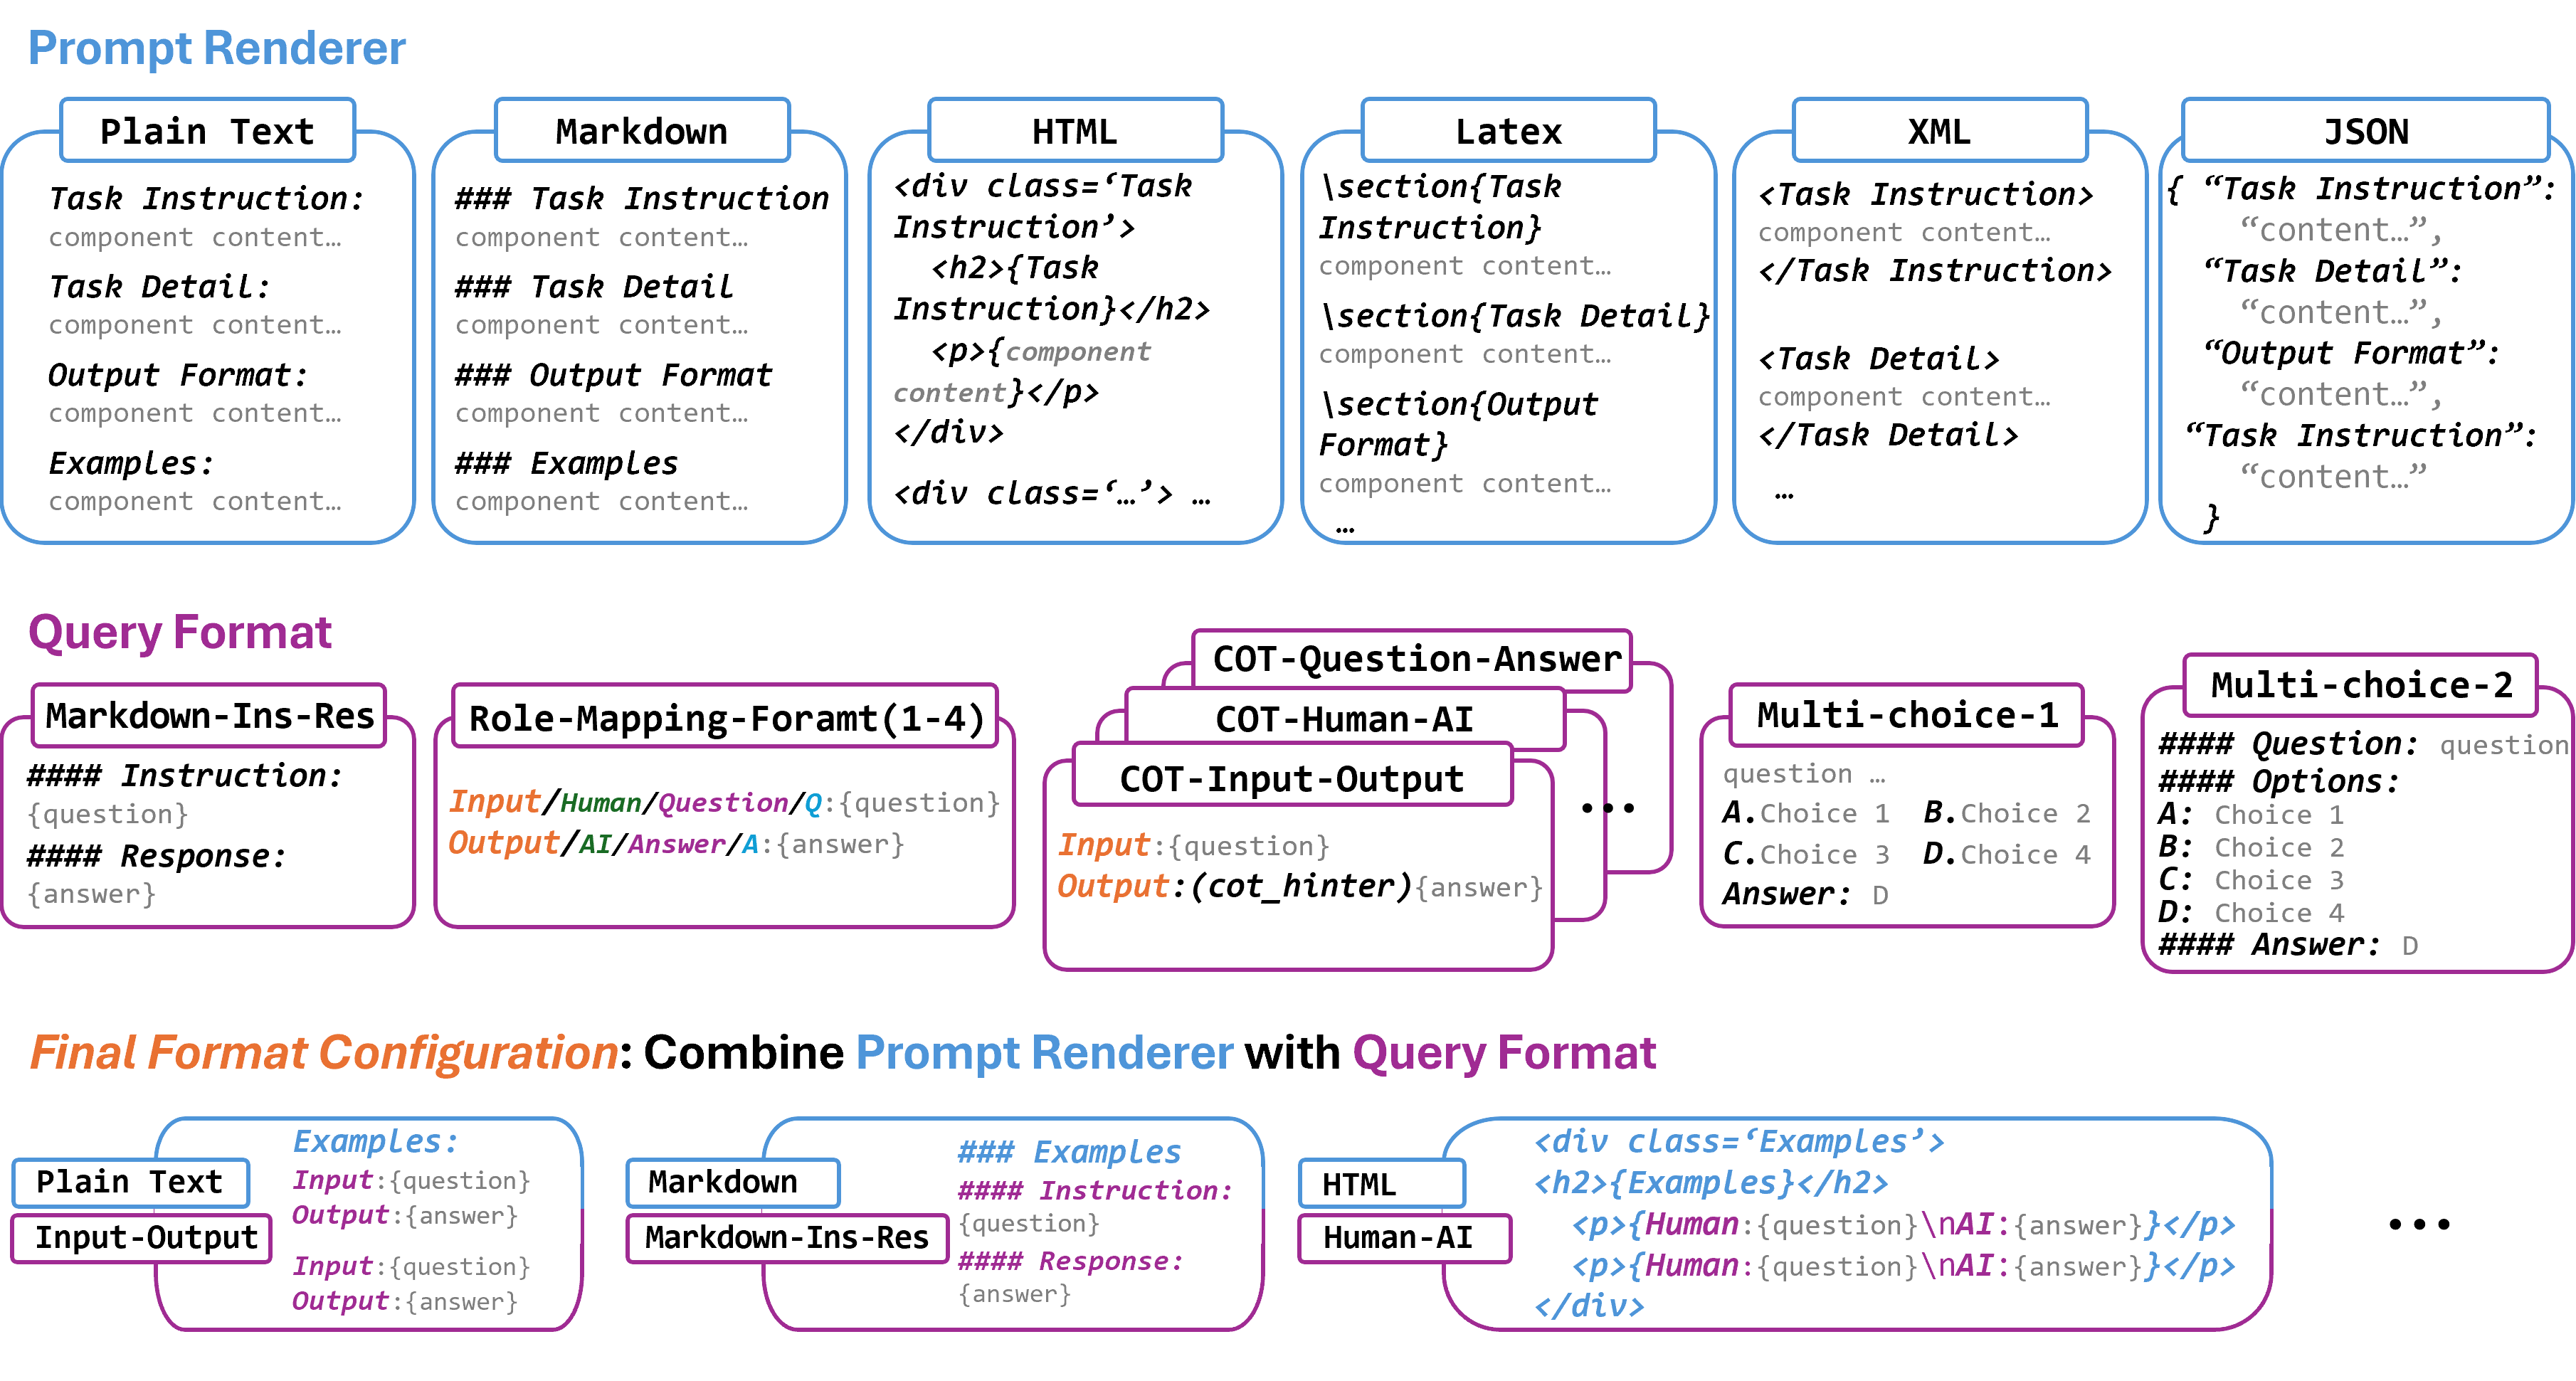 Prompt Renderer
Plain Text
Task Instruction:
component content…
Task Detail:
component content…
Output Format:
component content…
Examples:
component content…
Markdown
### Task Instruction
component content…
### Task Detail
component content…
### Output Format
component content…
### Examples
component content…
HTML
<div class=‘Task
Instruction’>
<h2>{Task
Instruction}</h2>
<p>{component
content}</p>
</div>
<div class=‘…’> …
Latex
\section{Task
Instruction}
component content…
\section{Task Detail}
component content…
\section{Output
Format}
component content…
…
XML
<Task Instruction>
component content…
</Task Instruction>
<Task Detail>
component content…
</Task Detail>
…
JSON
{ “Task Instruction”:
“content…”,
“Task Detail”:
“content…”,
“Output Format”:
“content…”,
“Task Instruction”:
“content…”
}
Query Format
Markdown-Ins-Res
#### Instruction:
{question}
#### Response:
{answer}
Role-Mapping-Foramt(1-4)
Input/Human/Question/Q:{question}
Output/AI/Answer/A:{answer}
COT-Question-Answer
COT-Human-AI
COT-Input-Output
Input:{question}
Output:(cot_hinter){answer}
...
Multi-choice-1
question …
A.Choice 1 B.Choice 2
C.Choice 3 D.Choice 4
Answer: D
Multi-choice-2
#### Question: question
#### Options:
A: Choice 1
B: Choice 2
C: Choice 3
D: Choice 4
#### Answer: D
Final Format Configuration: Combine Prompt Renderer with Query Format
Plain Text
Input-Output
Examples:
Input:{question}
Output:{answer}
Input:{question}
Output:{answer}
Markdown
Markdown-Ins-Res
### Examples
#### Instruction:
{question}
#### Response:
{answer}
HTML
Human-AI
<div class=‘Examples’>
<h2>{Examples}</h2>
<p>{Human:{question}\nAI:{answer}}</p>
<p>{Human:{question}\nAI:{answer}}</p>
</div>
...